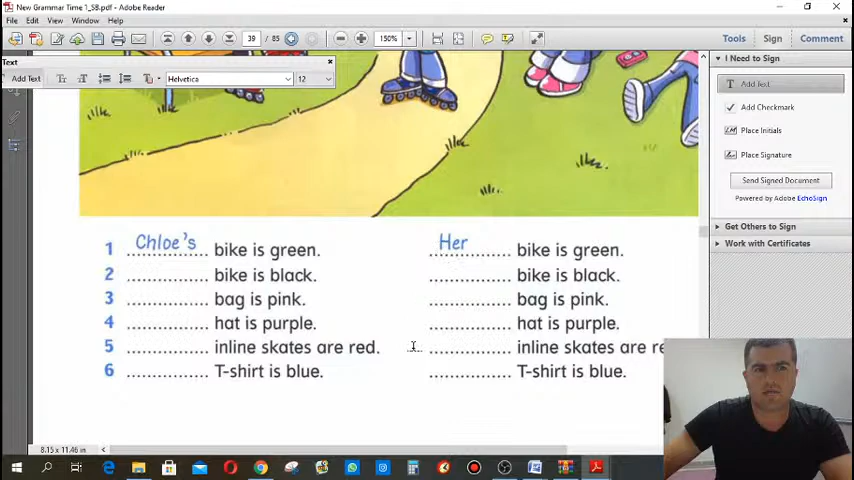 New Grammar Time 1_SB.pdf - Adobe Reader
File Edit View Window Help
39 / 85 150% Tools Sign Comment
Text
Add Text Helvetica 12
I Need to Sign
T Add Text
Add Checkmark
Place Initials
Place Signature
Send Signed Document
Powered by Adobe EchoSign
Get Others to Sign
Work with Certificates
1 Chloe's bike is green. Her bike is green.
2 .................. bike is black. .................. bike is black.
3 .................. bag is pink. .................. bag is pink.
4 .................. hat is purple. .................. hat is purple.
5 .................. inline skates are red. .................. inline skates are re
6 .................. T-shirt is blue. .................. T-shirt is blue.
8.15 x 11.46 in